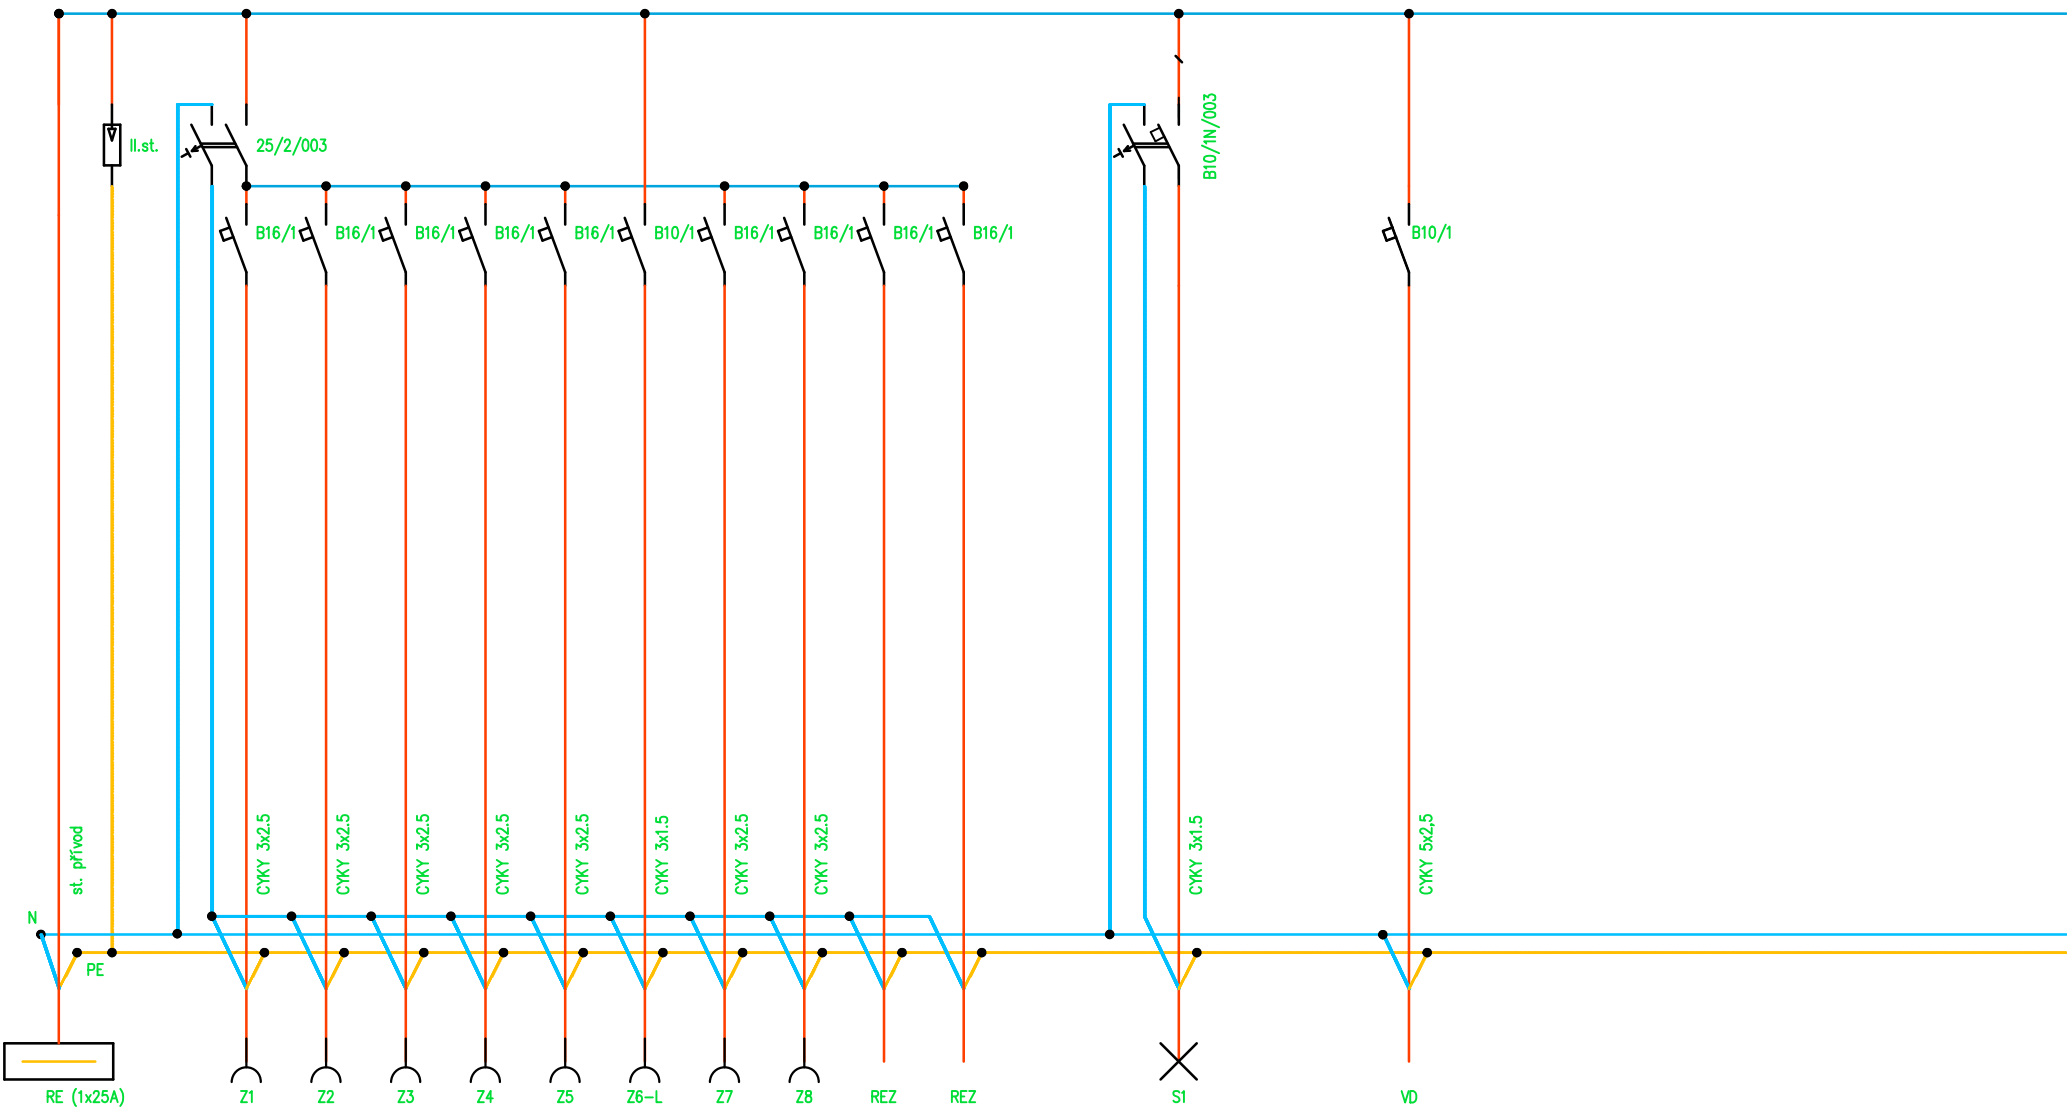 II.st.
25/2/003
B10/1N/003
B16/1
B16/1
B16/1
B16/1
B16/1
B10/1
B16/1
B16/1
B16/1
B16/1
B10/1
st. přívod
CYKY 3x2.5
CYKY 3x2.5
CYKY 3x2.5
CYKY 3x2.5
CYKY 3x2.5
CYKY 3x1.5
CYKY 3x2.5
CYKY 3x2.5
CYKY 3x1.5
CYKY 5x2,5
N
PE
RE (1x25A)
Z1
Z2
Z3
Z4
Z5
Z6-L
Z7
Z8
REZ
REZ
S1
VD